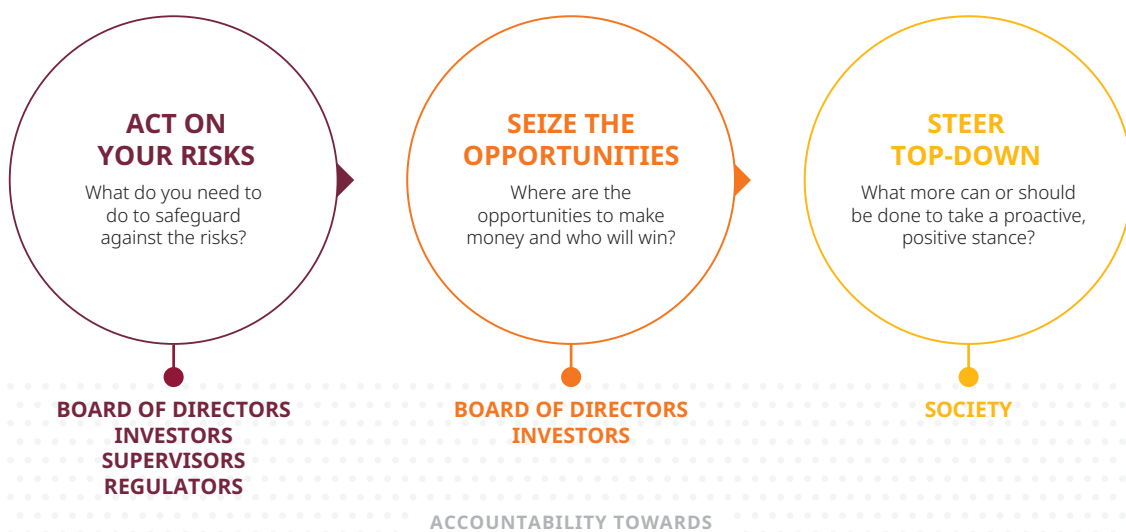 ACT ON
YOUR RISKS
What do you need to
do to safeguard
against the risks?
SEIZE THE
OPPORTUNITIES
Where are the
opportunities to make
money and who will win?
STEER
TOP-DOWN
What more can or should
be done to take a proactive,
positive stance?
BOARD OF DIRECTORS
INVESTORS
SUPERVISORS
REGULATORS
BOARD OF DIRECTORS
INVESTORS
SOCIETY
ACCOUNTABILITY TOWARDS